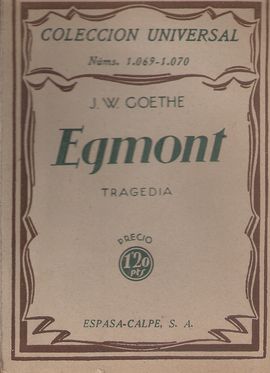 COLECCION UNIVERSAL
Núms. 1.069-1.070
J. W. GOETHE
Egmont
TRAGEDIA
PRECIO
1'20
pts
ESPASA-CALPE, S. A.